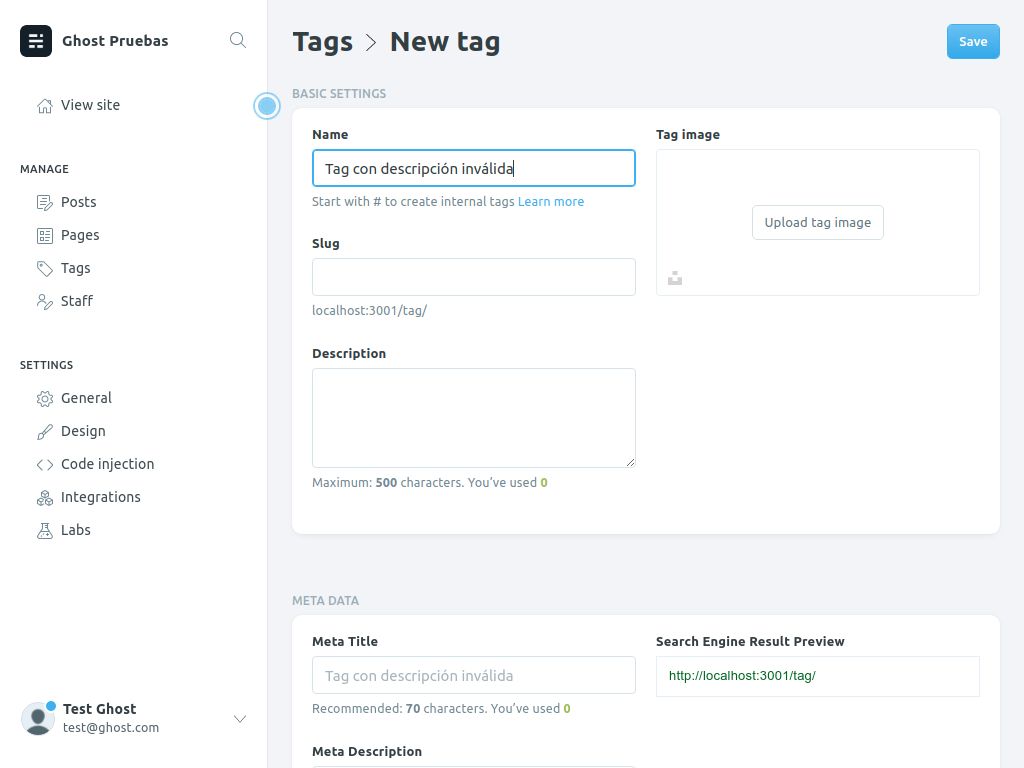 Ghost Pruebas
View site
MANAGE
Posts
Pages
Tags
Staff
SETTINGS
General
Design
Code injection
Integrations
Labs
Test Ghost
test@ghost.com
Tags > New tag
Save
BASIC SETTINGS
Name
Tag con descripción inválida
Start with # to create internal tags Learn more
Slug
localhost:3001/tag/
Description
Maximum: 500 characters. You’ve used 0
Tag image
Upload tag image
META DATA
Meta Title
Tag con descripción inválida
Recommended: 70 characters. You’ve used 0
Meta Description
Search Engine Result Preview
http://localhost:3001/tag/